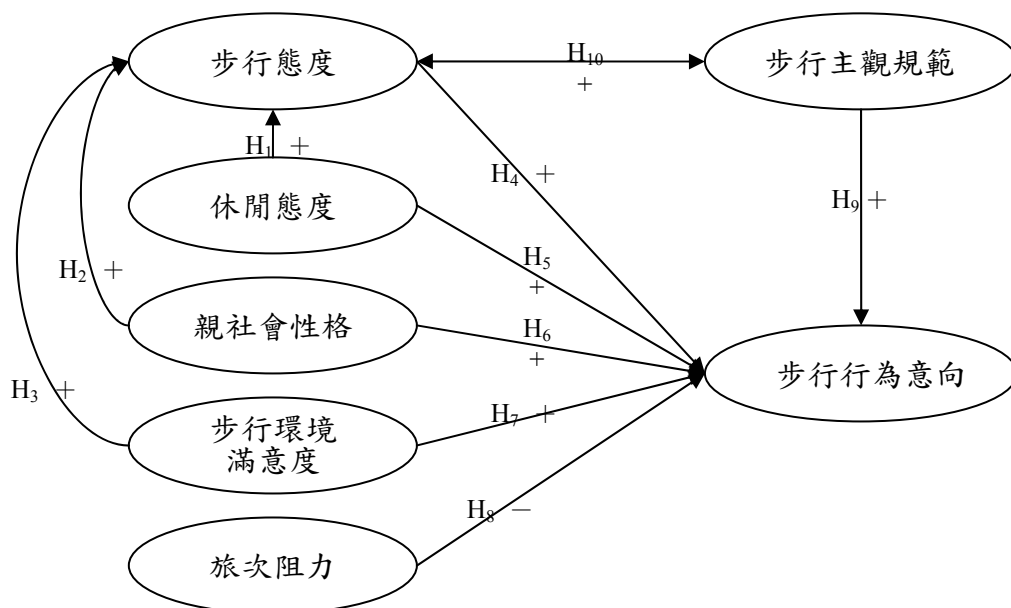 步行態度
H₁₀
+
步行主觀規範
H₁ +
H₄ +
休閒態度
H₉ +
H₂ +
H₅
+
親社會性格
H₆
+
步行行為意向
H₃ +
步行環境
滿意度
H₇ +
H₈ −
旅次阻力